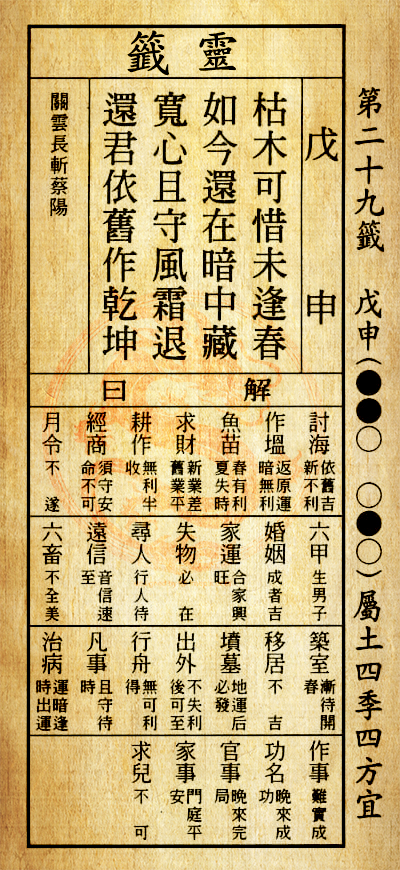 第二十九籤　戊申(●●○　○●○)屬土四季四方宜
靈籤
戊申
枯木可惜未逢春
如今還在暗中藏
寬心且守風霜退
還君依舊作乾坤
關雲長斬蔡陽
解曰
討海 依舊吉 新不利
作塭 返原運 暗無利
魚苗 春有利 夏失時
求財 新業差 舊業平
耕作 無利半 收
經商 須守安 命不可
月令 不遂
六甲 生男子
婚姻 成者吉
家運 合家興 旺
失物 必在
尋人 行人待
遠信 音信速 至
六畜 不全美
築室 漸待開 春
移居 不吉
墳墓 地運后 必發
出外 不失利 後可至
行舟 無可利 得
凡事 且守待 時
治病 運暗逢 時出運
作事 難實成
功名 晚來成 功
官事 晚來完 局
家事 門庭平 安
求兒 不可